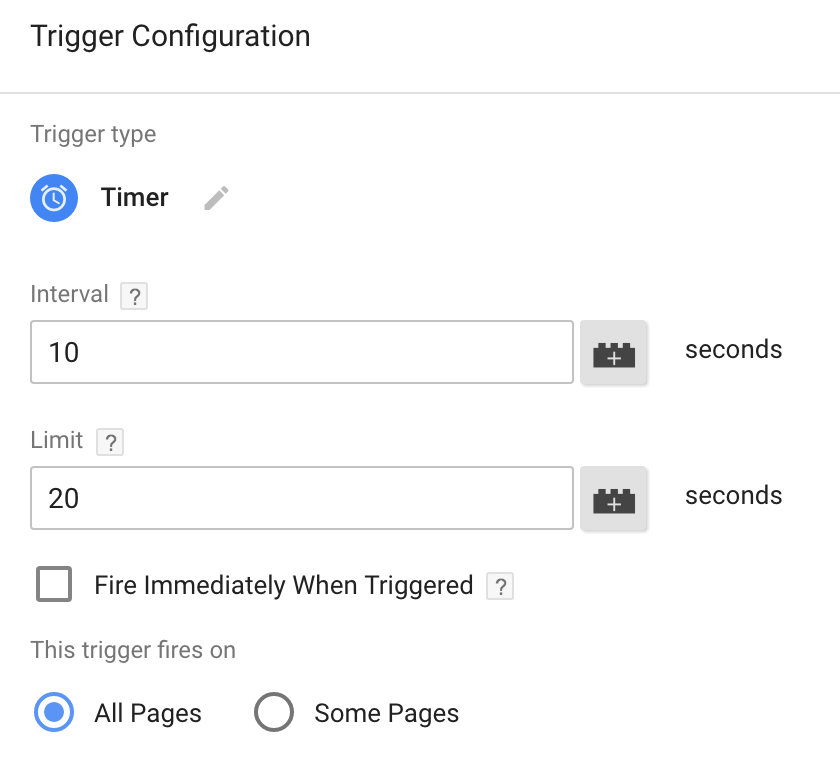 Trigger Configuration
Trigger type
Timer
Interval ?
10 seconds
Limit ?
20 seconds
Fire Immediately When Triggered ?
This trigger fires on
All Pages Some Pages